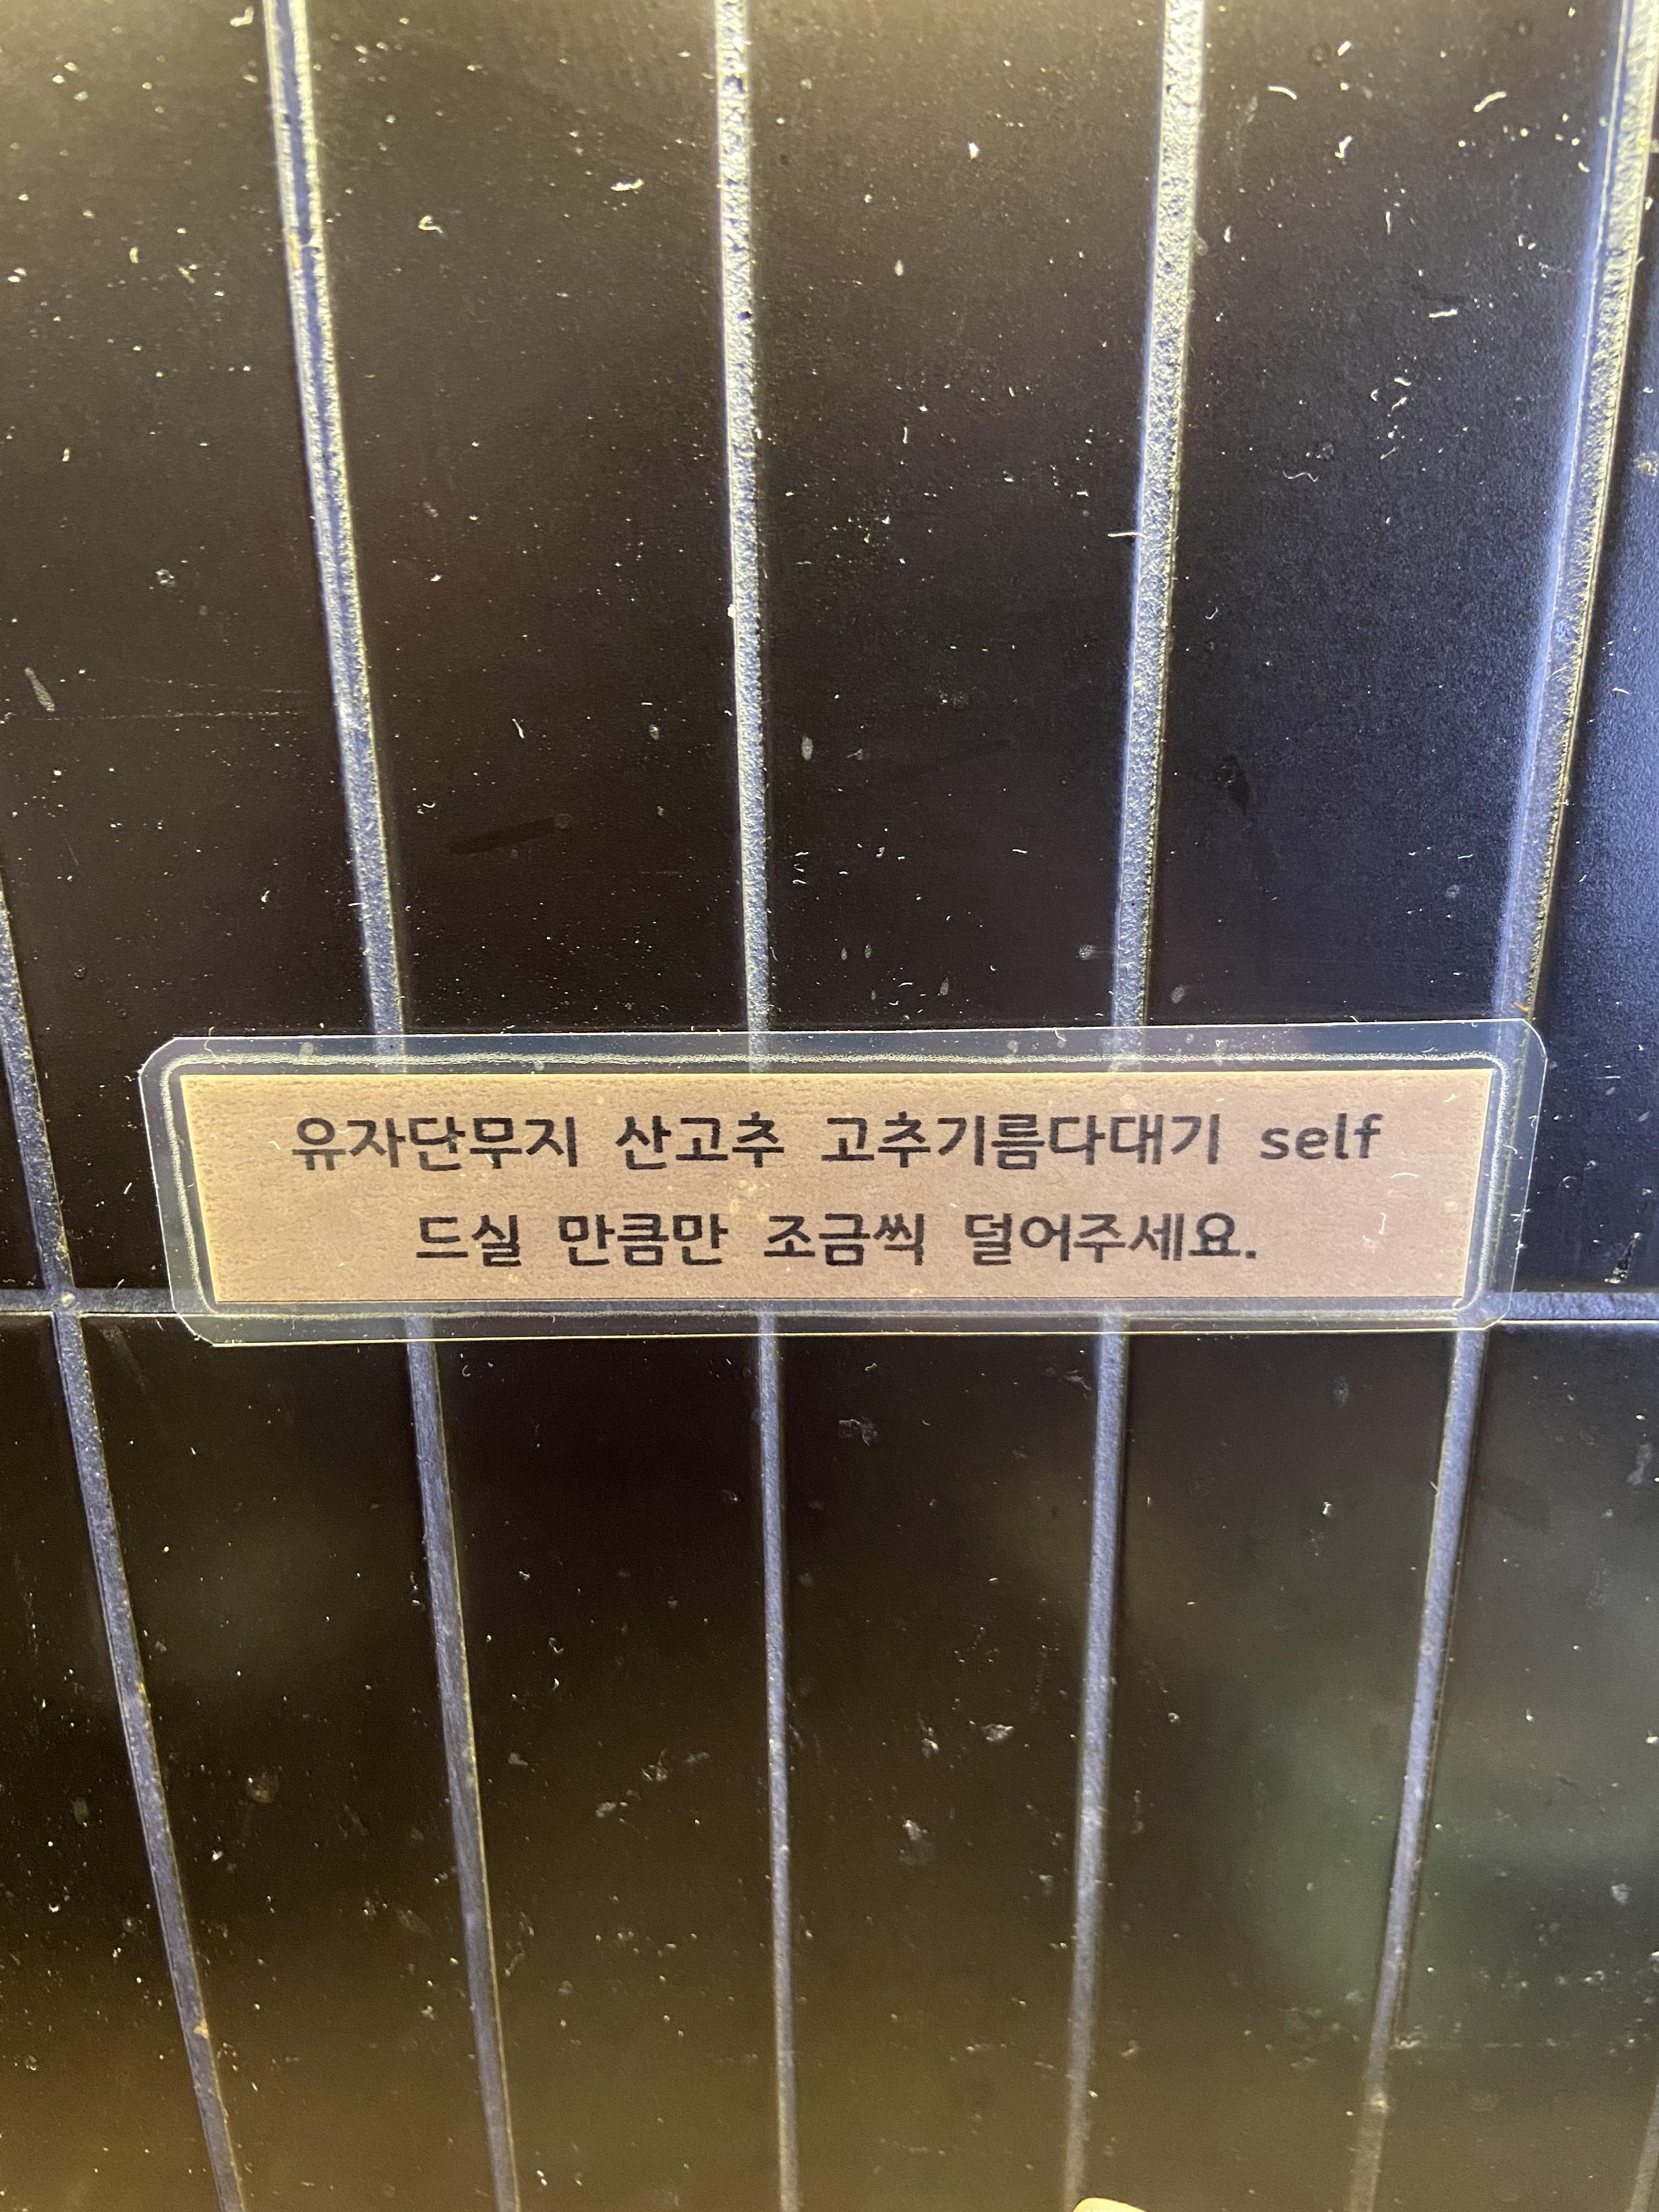 유자단무지 산고추 고추기름다대기 self
드실 만큼만 조금씩 덜어주세요.